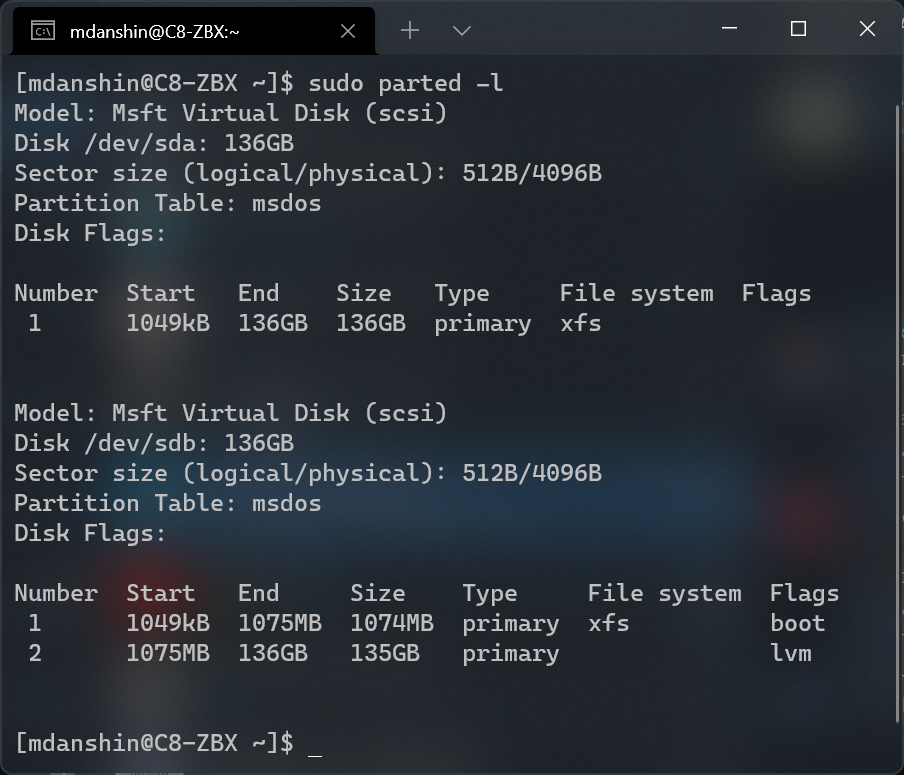 mdanshin@C8-ZBX:~
[mdanshin@C8-ZBX ~]$ sudo parted -l
Model: Msft Virtual Disk (scsi)
Disk /dev/sda: 136GB
Sector size (logical/physical): 512B/4096B
Partition Table: msdos
Disk Flags:

Number  Start   End    Size   Type     File system  Flags
 1      1049kB  136GB  136GB  primary  xfs

Model: Msft Virtual Disk (scsi)
Disk /dev/sdb: 136GB
Sector size (logical/physical): 512B/4096B
Partition Table: msdos
Disk Flags:

Number  Start   End     Size    Type     File system  Flags
 1      1049kB  1075MB  1074MB  primary  xfs          boot
 2      1075MB  136GB   135GB   primary               lvm

[mdanshin@C8-ZBX ~]$ _